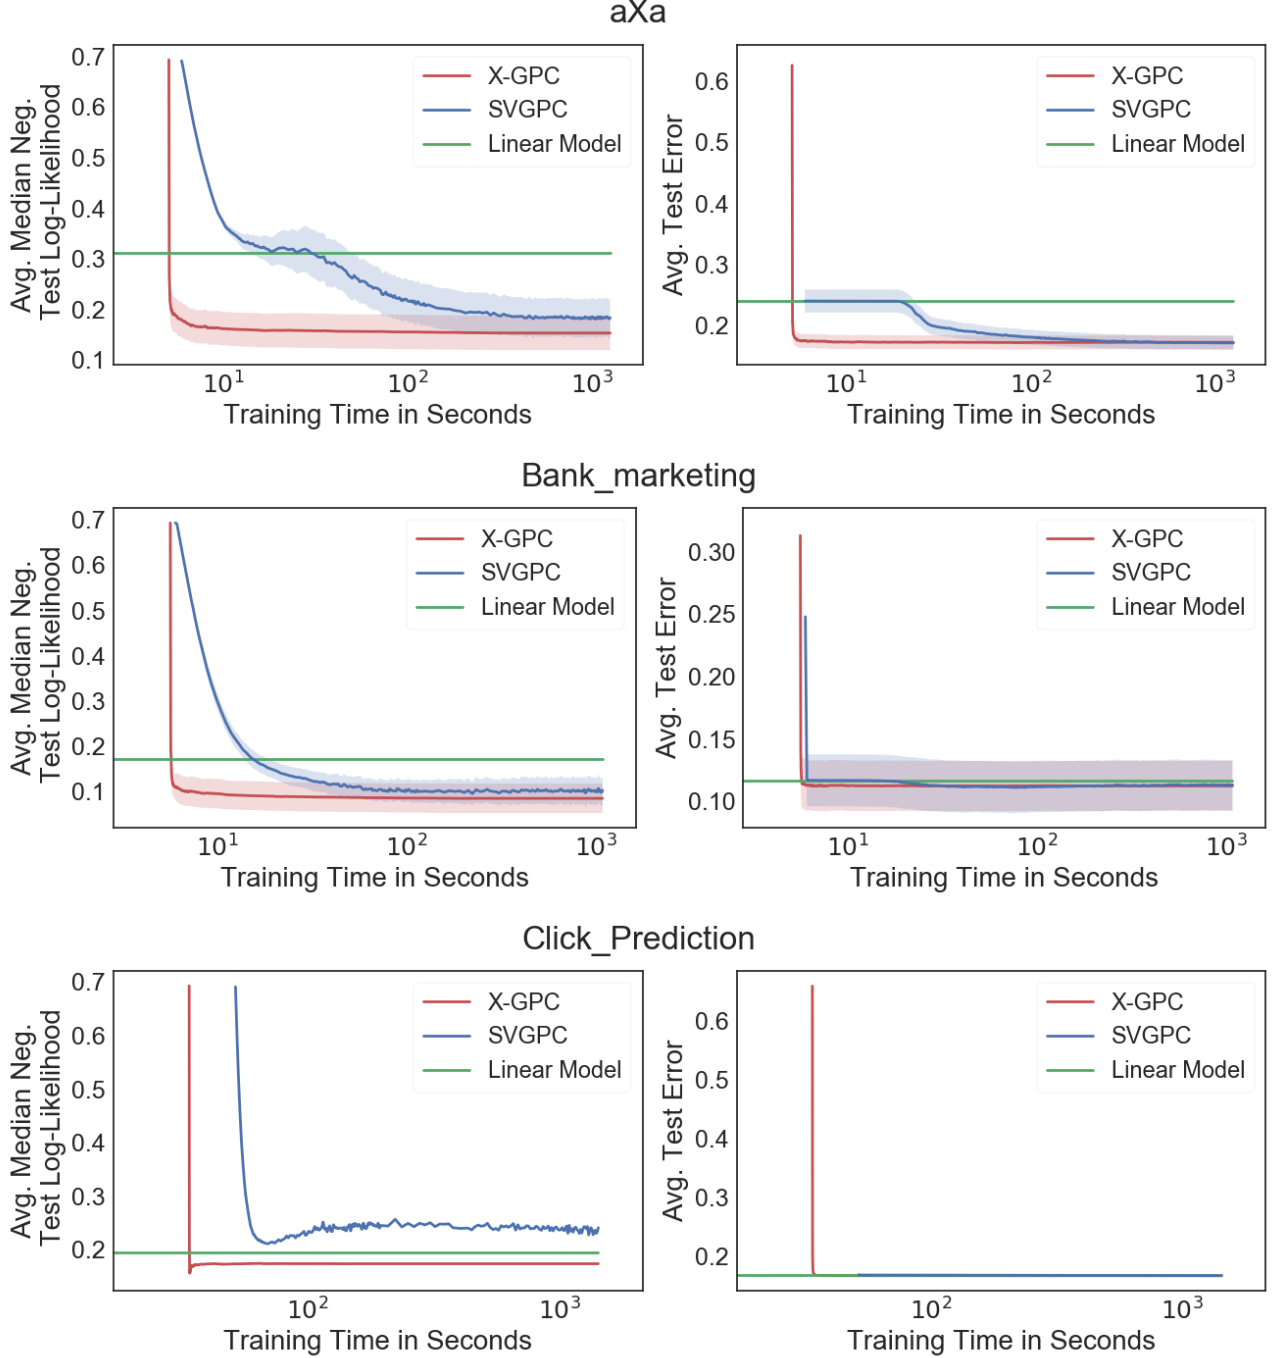 aXa
Avg. Median Neg.
Test Log-Likelihood
0.7
0.6
0.5
0.4
0.3
0.2
0.1
X-GPC
SVGPC
Linear Model
10¹
10²
10³
Training Time in Seconds
Avg. Test Error
0.6
0.5
0.4
0.3
0.2
X-GPC
SVGPC
Linear Model
10¹
10²
10³
Training Time in Seconds
Bank_marketing
Avg. Median Neg.
Test Log-Likelihood
0.7
0.6
0.5
0.4
0.3
0.2
0.1
X-GPC
SVGPC
Linear Model
10¹
10²
10³
Training Time in Seconds
Avg. Test Error
0.30
0.25
0.20
0.15
0.10
X-GPC
SVGPC
Linear Model
10¹
10²
10³
Training Time in Seconds
Click_Prediction
Avg. Median Neg.
Test Log-Likelihood
0.7
0.6
0.5
0.4
0.3
0.2
X-GPC
SVGPC
Linear Model
10²
10³
Training Time in Seconds
Avg. Test Error
0.6
0.5
0.4
0.3
0.2
X-GPC
SVGPC
Linear Model
10²
10³
Training Time in Seconds